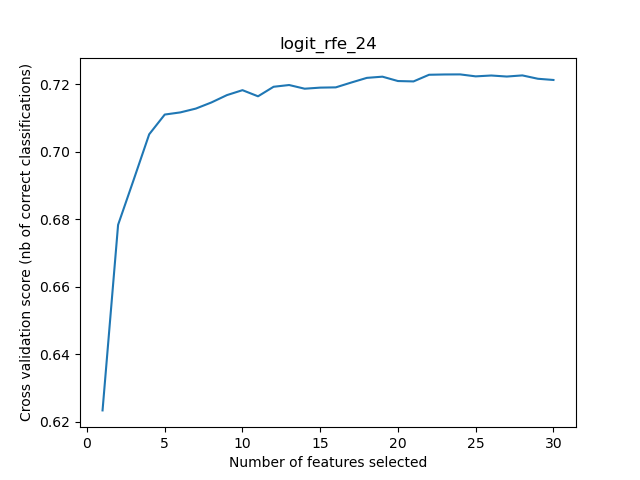 logit_rfe_24
Cross validation score (nb of correct classifications)
0.72
0.70
0.68
0.66
0.64
0.62
0 5 10 15 20 25 30
Number of features selected